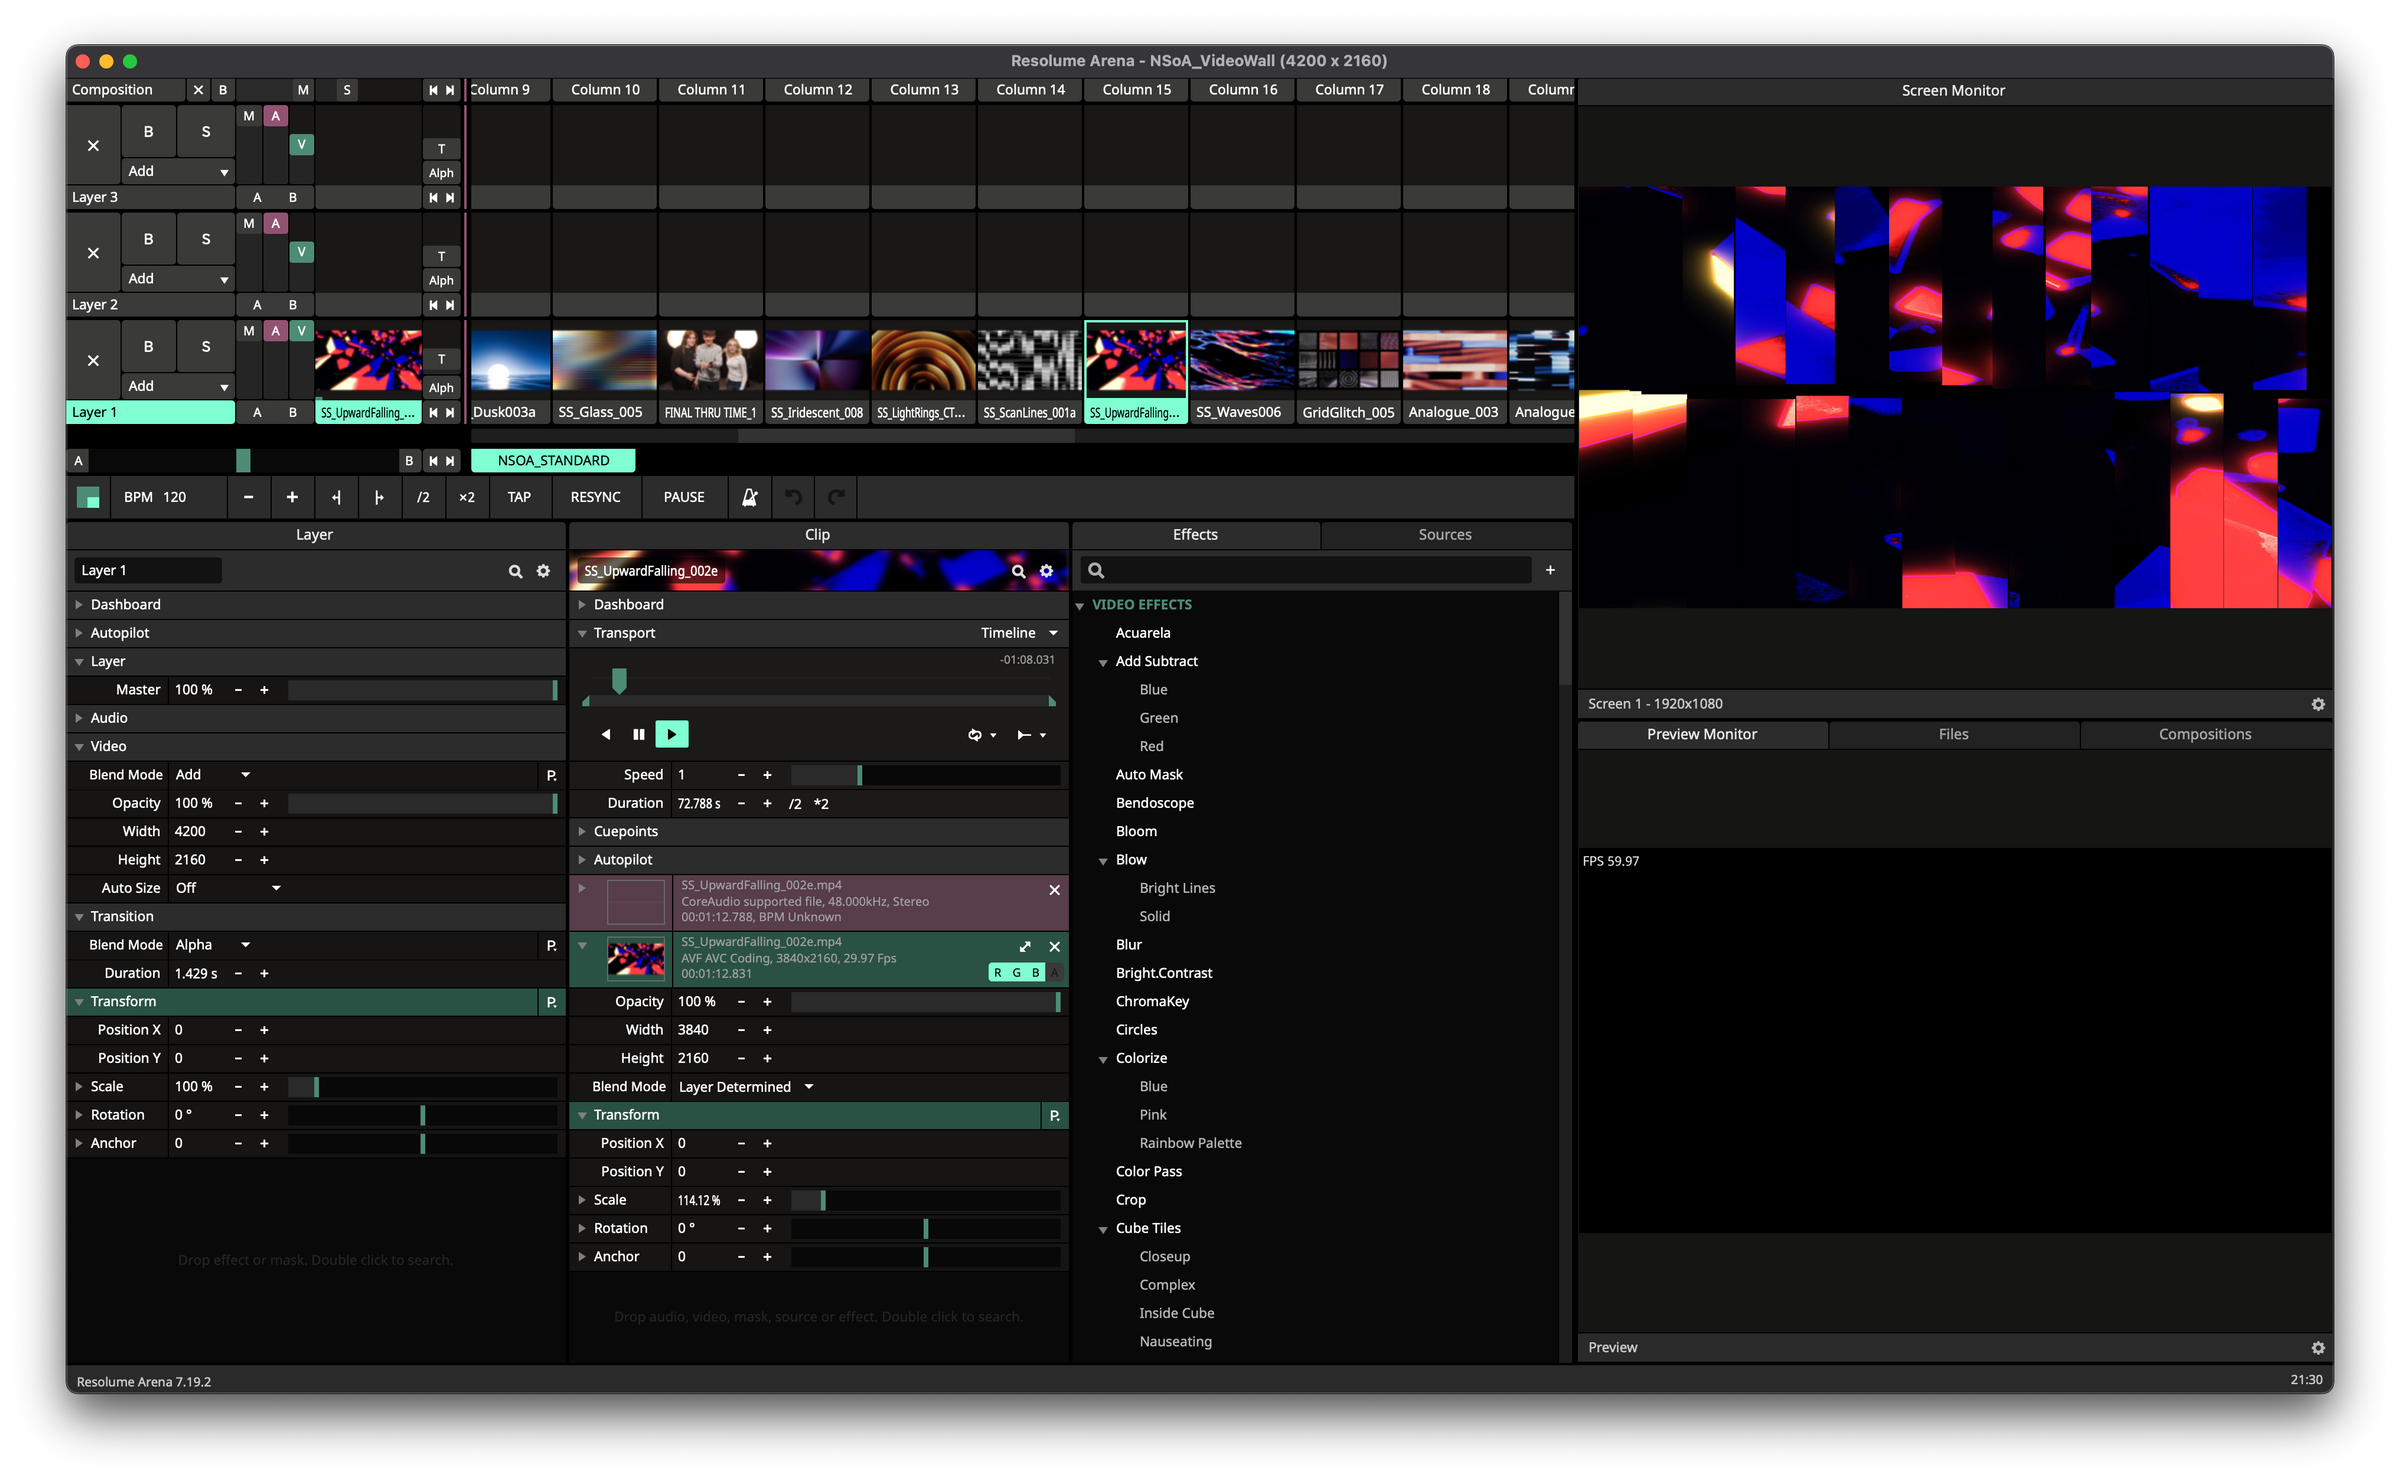 Resolume Arena - NSoA_VideoWall (4200 x 2160)
Composition B M S Column 9 Column 10 Column 11 Column 12 Column 13 Column 14 Column 15 Column 16 Column 17 Column 18 Colum
Screen Monitor
M A
B S V
T
Add Alph
Layer 3 A B
M A
B S V
T
Add Alph
Layer 2 A B
M A V
B S T
Add Alph
Layer 1 A B SS_UpwardFalling_... _Dusk003a SS_Glass_005 FINAL THRU TIME_1 SS_Iridescent_008 SS_LightRings_CT... SS_ScanLines_001a SS_UpwardFalling... SS_Waves006 GridGlitch_005 Analogue_003 Analogue
A B NSOA_STANDARD
BPM 120 - + /2 ×2 TAP RESYNC PAUSE
Layer
Layer 1
Dashboard
Autopilot
Layer
Master 100 % - +
Audio
Video
Blend Mode Add P.
Opacity 100 % - +
Width 4200 - +
Height 2160 - +
Auto Size Off
Transition
Blend Mode Alpha P.
Duration 1.429 s - +
Transform P.
Position X 0 - +
Position Y 0 - +
Scale 100 % - +
Rotation 0 ° - +
Anchor 0 - +
Drop effect or mask. Double click to search.
Clip
SS_UpwardFalling_002e
Dashboard
Transport Timeline
-01:08.031
Speed 1 - +
Duration 72.788 s - + /2 *2
Cuepoints
Autopilot
SS_UpwardFalling_002e.mp4
CoreAudio supported file, 48.000kHz, Stereo
00:01:12.788, BPM Unknown
SS_UpwardFalling_002e.mp4
AVF AVC Coding, 3840x2160, 29.97 Fps
00:01:12.831 R G B A
Opacity 100 % - +
Width 3840 - +
Height 2160 - +
Blend Mode Layer Determined
Transform P.
Position X 0 - +
Position Y 0 - +
Scale 114.12 % - +
Rotation 0 ° - +
Anchor 0 - +
Drop audio, video, mask, source or effect. Double click to search.
Effects Sources
+
VIDEO EFFECTS
Acuarela
Add Subtract
Blue
Green
Red
Auto Mask
Bendoscope
Bloom
Blow
Bright Lines
Solid
Blur
Bright.Contrast
ChromaKey
Circles
Colorize
Blue
Pink
Rainbow Palette
Color Pass
Crop
Cube Tiles
Closeup
Complex
Inside Cube
Nauseating
Screen 1 - 1920x1080
Preview Monitor Files Compositions
FPS 59.97
Preview
Resolume Arena 7.19.2 21:30